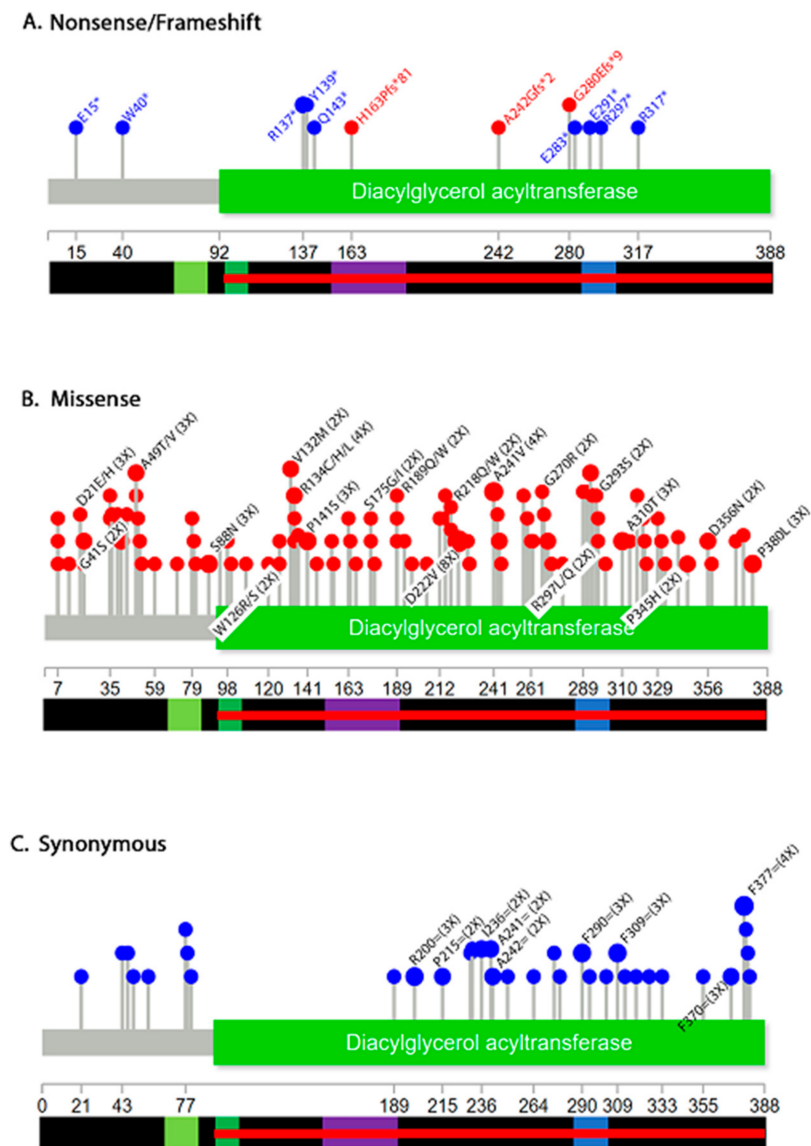 A. Nonsense/Frameshift
E15*
W40*
R137*
Y139*
Q143*
H163Pfs*81
A242Gfs*2
G280Efs*9
E283*
E291*
R297*
R317*
Diacylglycerol acyltransferase
15 40 92 137 163 242 280 317 388
B. Missense
D21E/H (3X)
G41S (2X)
A49T/V (3X)
S88N (3X)
W126R/S (2X)
V132M (2X)
R134C/H/L (4X)
P141S (3X)
S175G/I (2X)
R189Q/W (2X)
R218Q/W (2X)
D222V (8X)
A241V (4X)
G270R (2X)
G293S (2X)
R297L/Q (2X)
A310T (3X)
P345H (2X)
D356N (2X)
P380L (3X)
Diacylglycerol acyltransferase
7 35 59 79 98 120 141 163 189 212 241 261 289 310 329 356 388
C. Synonymous
R200=(3X)
P215=(2X)
I236=(2X)
A241= (2X)
A242= (2X)
F290=(3X)
F309=(3X)
F370=(3X)
F377=(4X)
Diacylglycerol acyltransferase
0 21 43 77 189 215 236 264 290 309 333 356 388